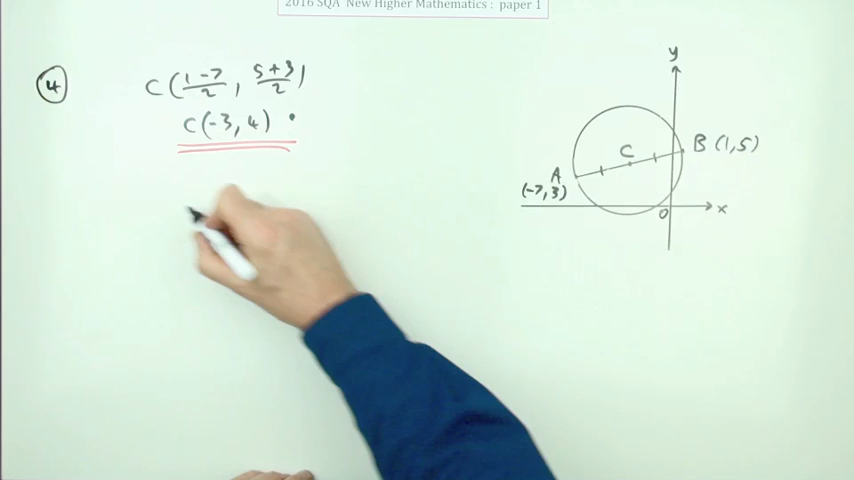 2016 SQA New Higher Mathematics : paper 1
4
C(1-7/2, 5+3/2)
C(-3, 4) •
y
C
B (1,5)
A
(-7,3)
O
x